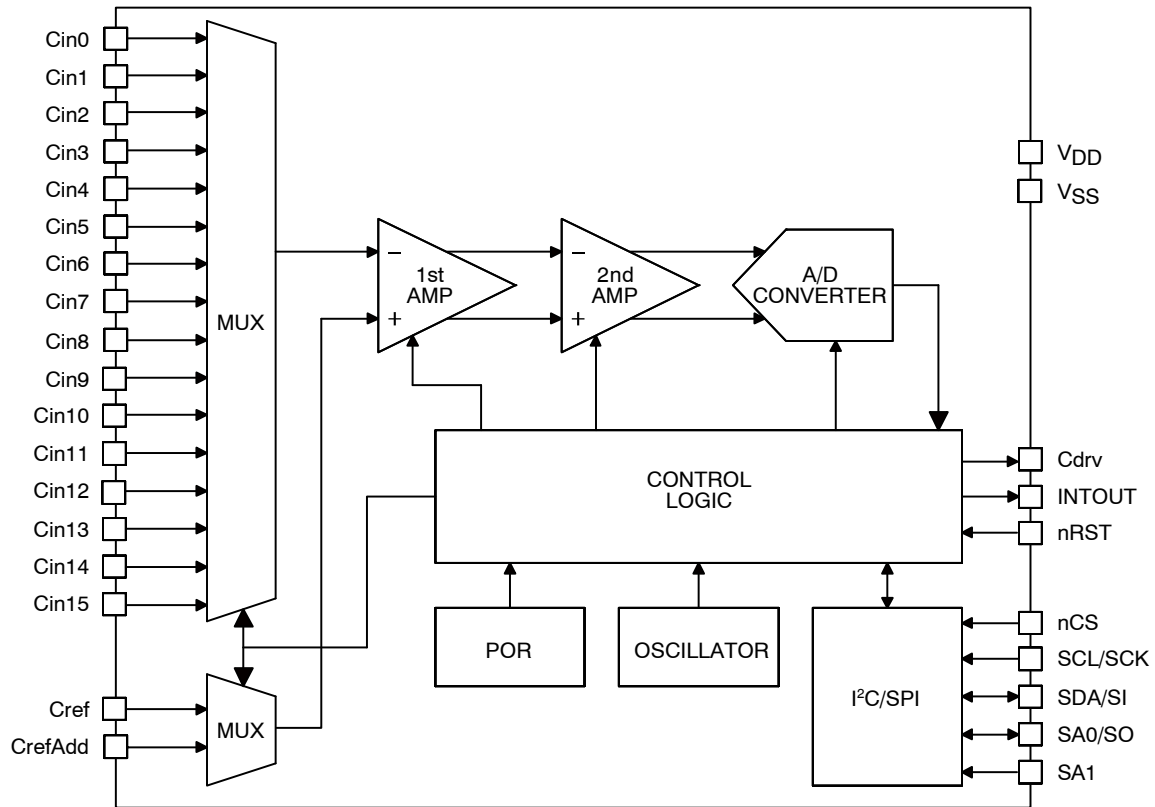 Cin0
Cin1
Cin2
Cin3
Cin4
Cin5
Cin6
Cin7
Cin8
Cin9
Cin10
Cin11
Cin12
Cin13
Cin14
Cin15
Cref
CrefAdd
MUX
MUX
−
1st
AMP
+
−
2nd
AMP
+
A/D
CONVERTER
CONTROL
LOGIC
POR
OSCILLATOR
I²C/SPI
VDD
VSS
Cdrv
INTOUT
nRST
nCS
SCL/SCK
SDA/SI
SA0/SO
SA1